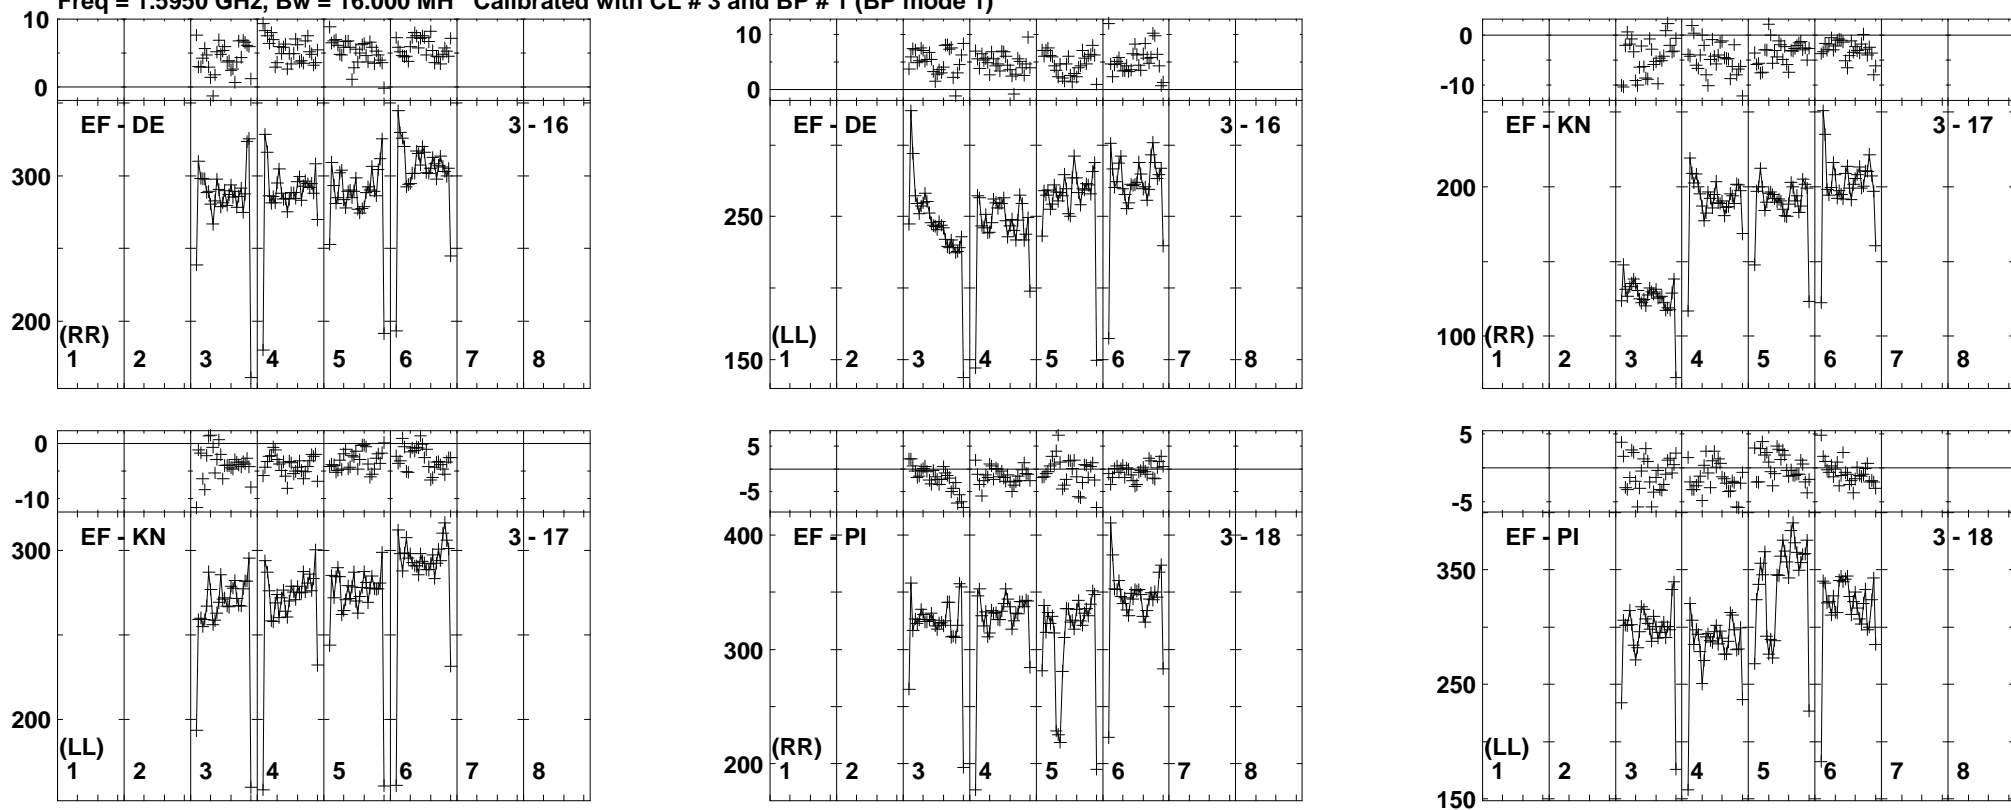 Freq = 1.5950 GHz, Bw = 16.000 MH Calibrated with CL # 3 and BP # 1 (BP mode 1)
10
0
EF - DE 3 - 16
300
200
(RR)
1 2 3 4 5 6 7 8
10
0
EF - DE 3 - 16
250
150
(LL)
1 2 3 4 5 6 7 8
0
-10
EF - KN 3 - 17
200
100
(RR)
1 2 3 4 5 6 7 8
0
-10
EF - KN 3 - 17
300
200
(LL)
1 2 3 4 5 6 7 8
5
-5
EF - PI 3 - 18
400
300
200
(RR)
1 2 3 4 5 6 7 8
5
-5
EF - PI 3 - 18
350
250
150
(LL)
1 2 3 4 5 6 7 8